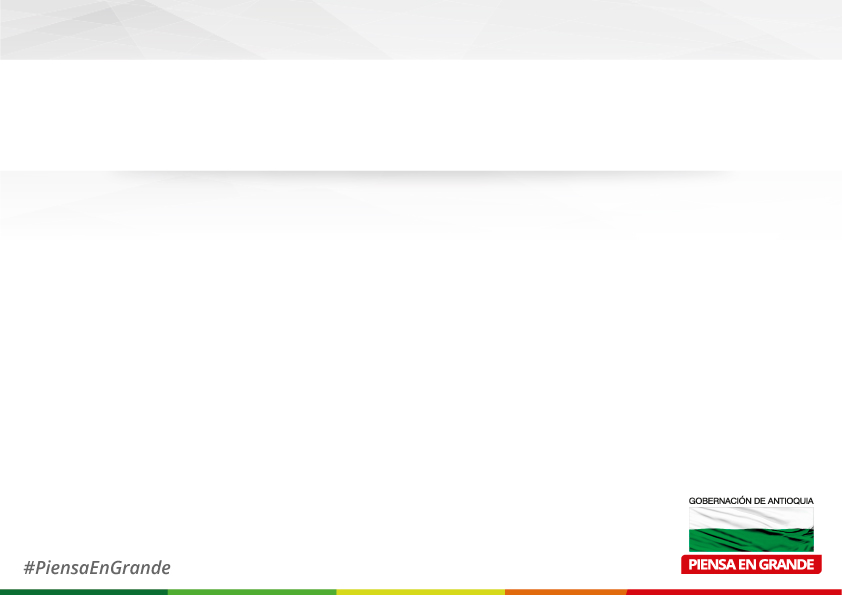 GOBERNACIÓN DE ANTIOQUIA
PIENSA EN GRANDE
#PiensaEnGrande